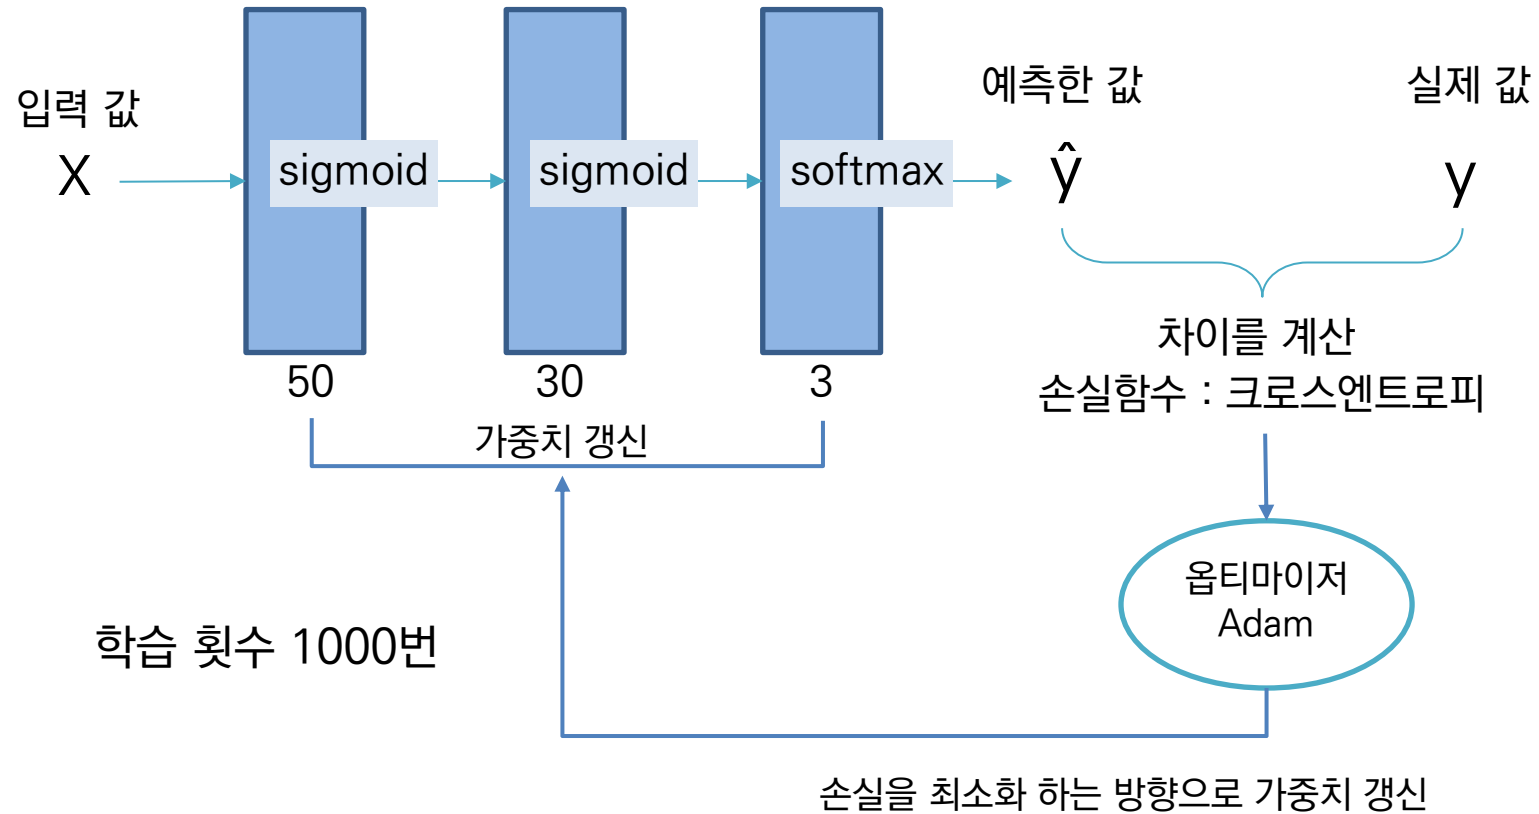 입력 값
X
sigmoid
sigmoid
softmax
예측한 값
ŷ
실제 값
y
50
30
3
가중치 갱신
차이를 계산
손실함수 : 크로스엔트로피
옵티마이저
Adam
학습 횟수 1000번
손실을 최소화 하는 방향으로 가중치 갱신